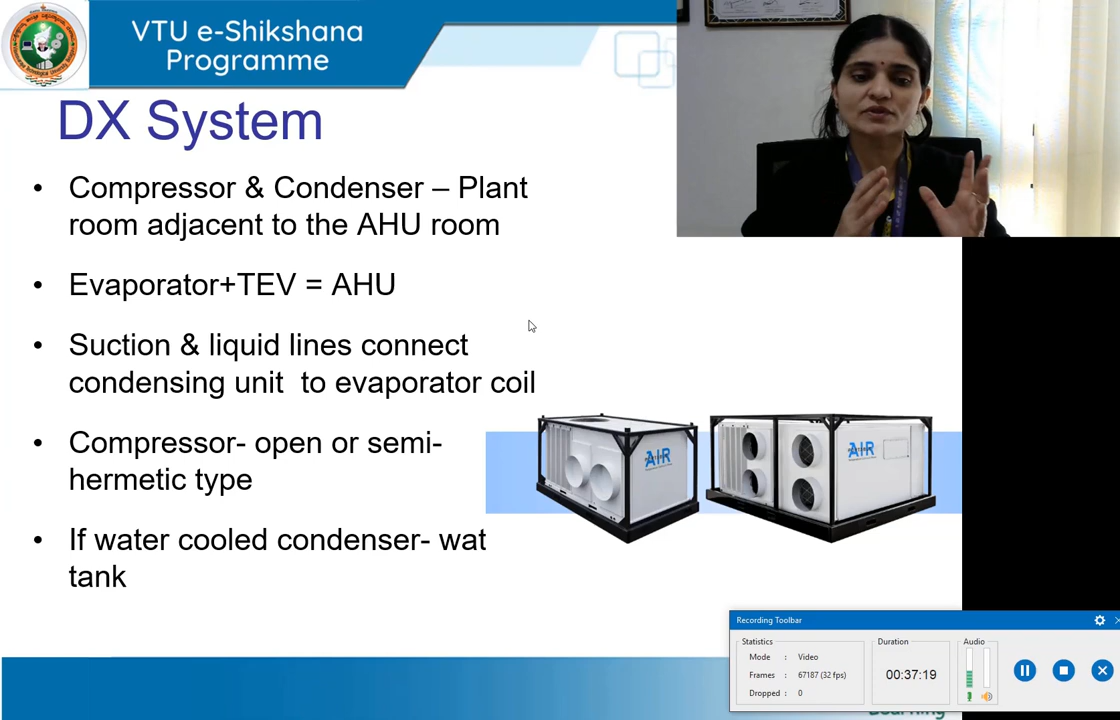 VTU e-Shikshana
Programme
DX System
• Compressor & Condenser – Plant
room adjacent to the AHU room
• Evaporator+TEV = AHU
• Suction & liquid lines connect
condensing unit  to evaporator coil
• Compressor- open or semi-
hermetic type
• If water cooled condenser- wat
tank
AIR
AIR
Recording Toolbar
Statistics
Mode : Video
Frames : 67187 (32 fps)
Dropped : 0
Duration
00:37:19
Audio